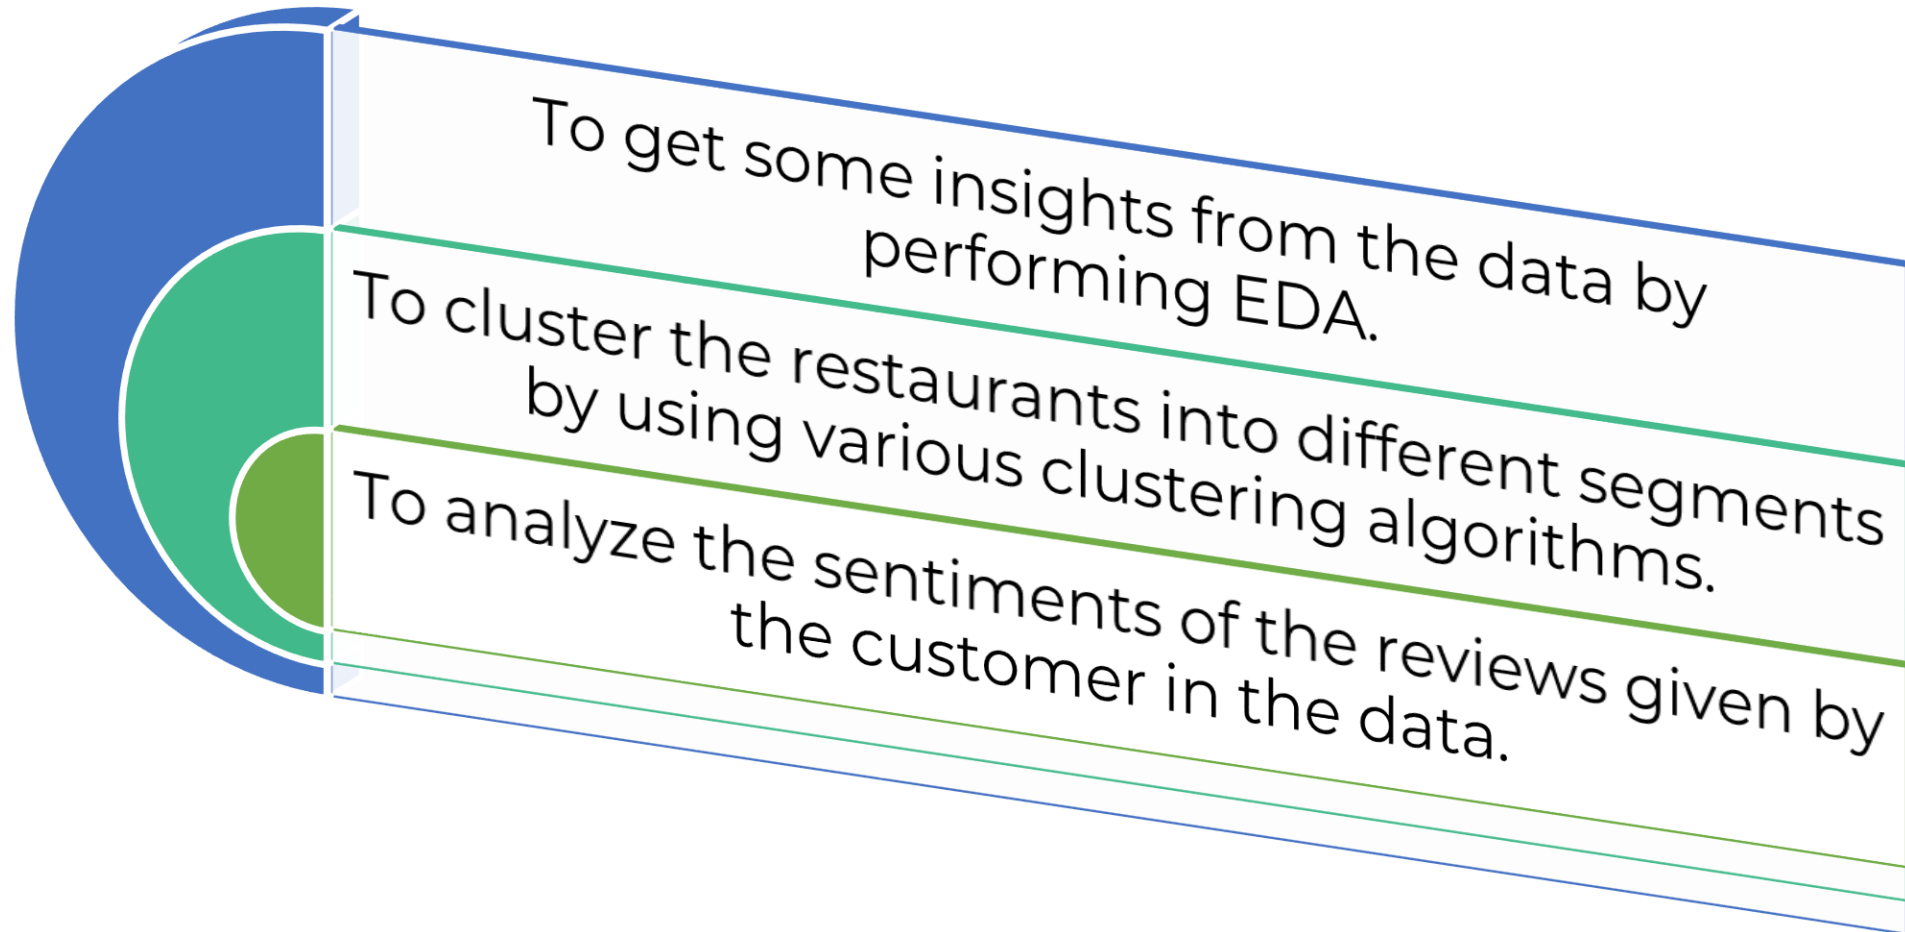 To get some insights from the data by
performing EDA.
To cluster the restaurants into different segments
by using various clustering algorithms.
To analyze the sentiments of the reviews given by
the customer in the data.